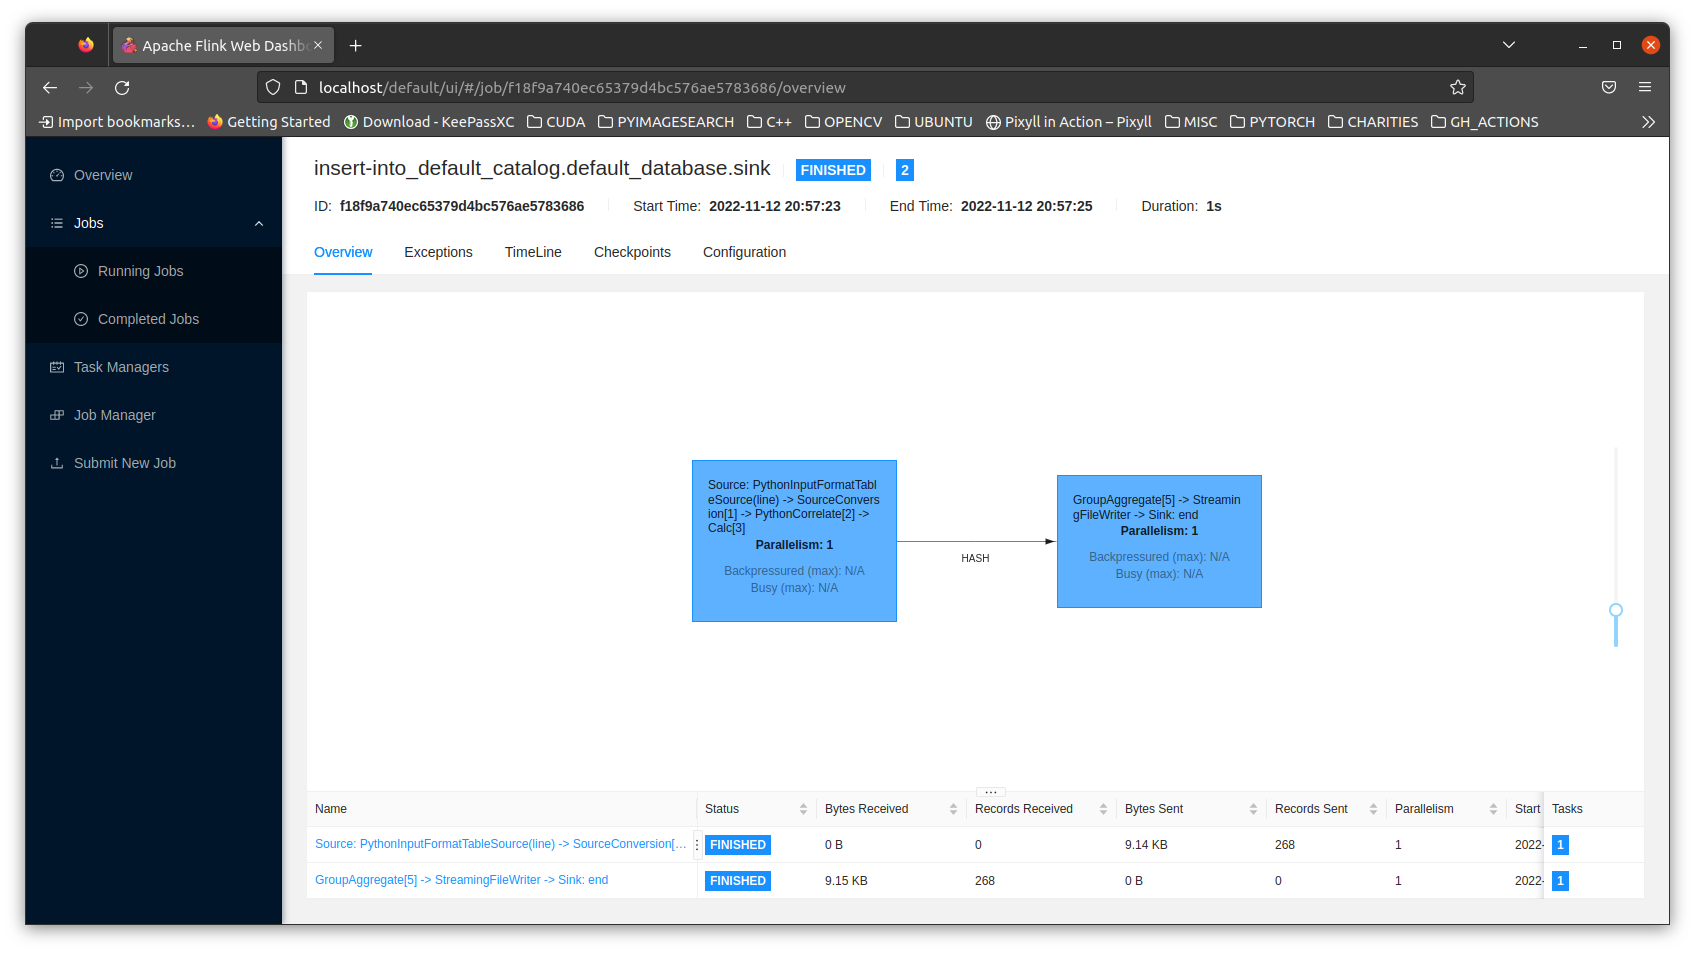 Apache Flink Web Dashb
localhost/default/ui/#/job/f18f9a740ec65379d4bc576ae5783686/overview
Import bookmarks... Getting Started Download - KeePassXC CUDA PYIMAGESEARCH C++ OPENCV UBUNTU Pixyll in Action – Pixyll MISC PYTORCH CHARITIES GH_ACTIONS
Overview
Jobs
Running Jobs
Completed Jobs
Task Managers
Job Manager
Submit New Job
insert-into_default_catalog.default_database.sink FINISHED 2
ID: f18f9a740ec65379d4bc576ae5783686 Start Time: 2022-11-12 20:57:23 End Time: 2022-11-12 20:57:25 Duration: 1s
Overview Exceptions TimeLine Checkpoints Configuration
Source: PythonInputFormatTabl
eSource(line) -> SourceConvers
ion[1] -> PythonCorrelate[2] ->
Calc[3]
Parallelism: 1
Backpressured (max): N/A
Busy (max): N/A
HASH
GroupAggregate[5] -> Streamin
gFileWriter -> Sink: end
Parallelism: 1
Backpressured (max): N/A
Busy (max): N/A
Name Status Bytes Received Records Received Bytes Sent Records Sent Parallelism Start Tasks
Source: PythonInputFormatTableSource(line) -> SourceConversion[... FINISHED 0 B 0 9.14 KB 268 1 2022- 1
GroupAggregate[5] -> StreamingFileWriter -> Sink: end FINISHED 9.15 KB 268 0 B 0 1 2022- 1